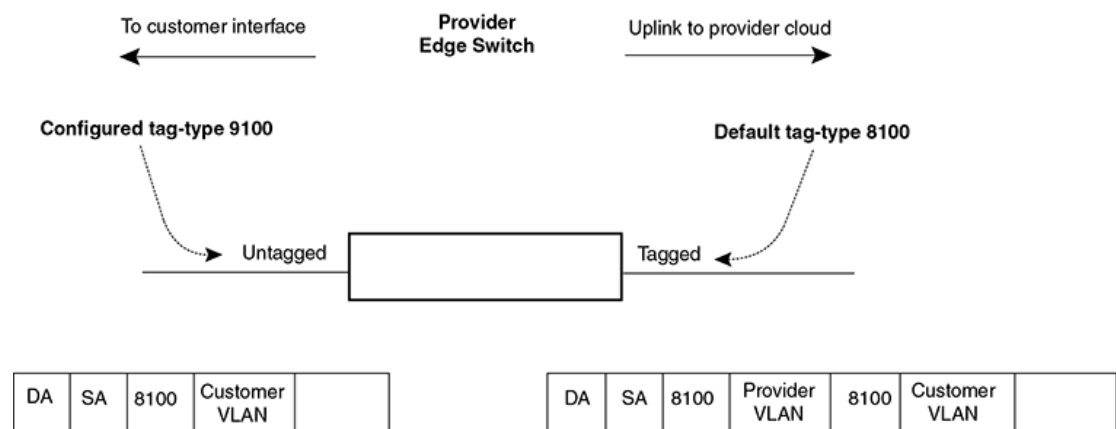 To customer interface
Provider
Edge Switch
Uplink to provider cloud
Configured tag-type 9100
Default tag-type 8100
Untagged
Tagged
DA SA 8100 Customer VLAN
DA SA 8100 Provider VLAN 8100 Customer VLAN